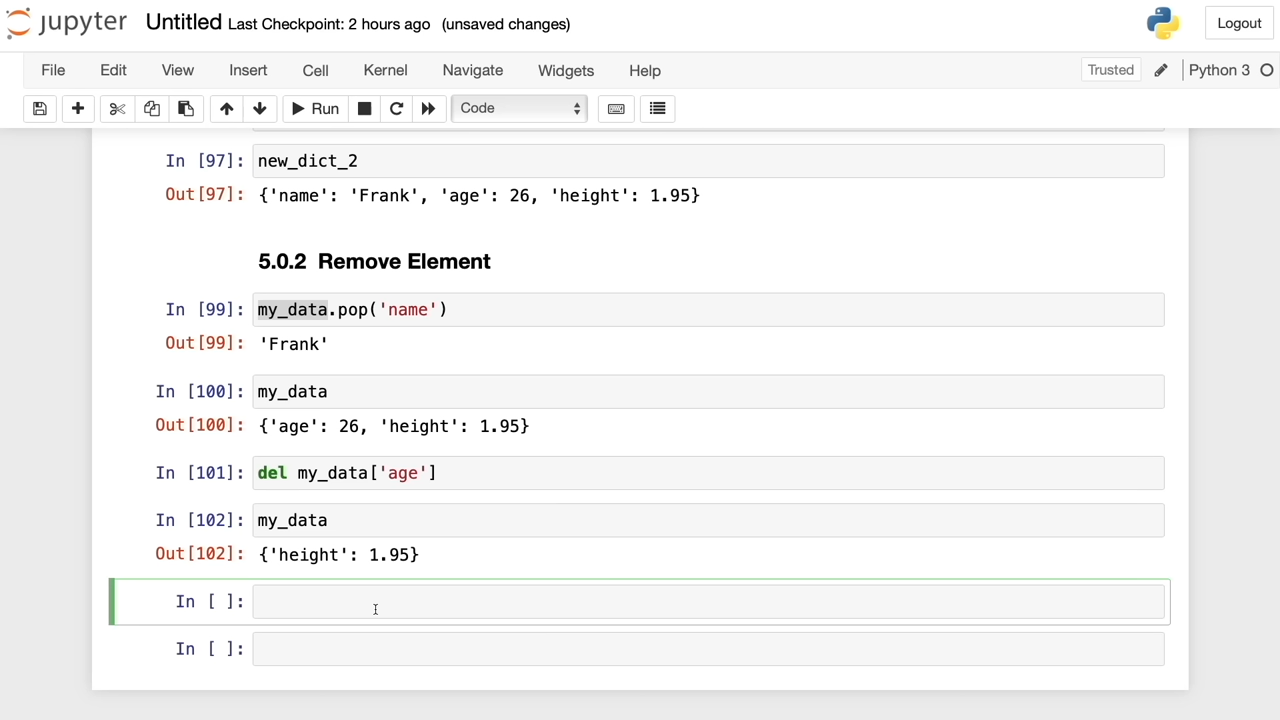 jupyter Untitled Last Checkpoint: 2 hours ago (unsaved changes) Logout
File Edit View Insert Cell Kernel Navigate Widgets Help Trusted Python 3
Run Code
In [97]: new_dict_2
Out[97]: {'name': 'Frank', 'age': 26, 'height': 1.95}
5.0.2 Remove Element
In [99]: my_data.pop('name')
Out[99]: 'Frank'
In [100]: my_data
Out[100]: {'age': 26, 'height': 1.95}
In [101]: del my_data['age']
In [102]: my_data
Out[102]: {'height': 1.95}
In [ ]:
In [ ]: